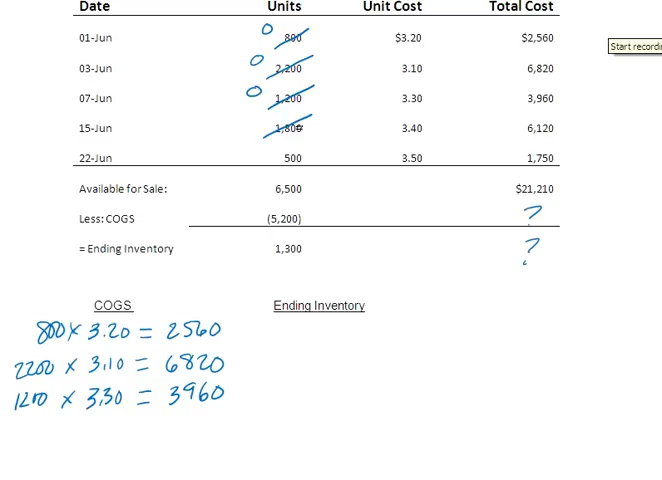 Date Units Unit Cost Total Cost
0
01-Jun 800 $3.20 $2,560
Start recordi
0
03-Jun 2,200 3.10 6,820
0
07-Jun 1,200 3.30 3,960
15-Jun 1,800 3.40 6,120
22-Jun 500 3.50 1,750
Available for Sale: 6,500 $21,210
Less: COGS (5,200) ?
= Ending Inventory 1,300 ?
COGS Ending Inventory
800 x 3.20 = 2560
2200 x 3.10 = 6820
1200 x 3.30 = 3960